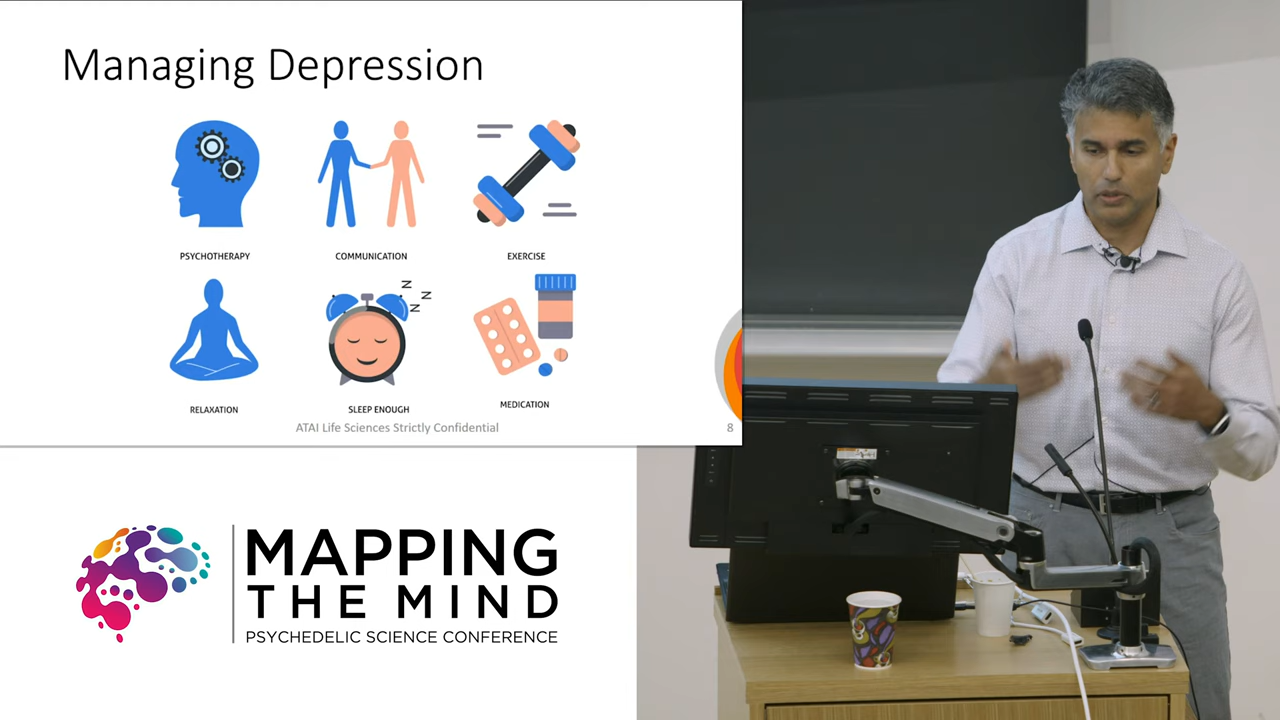 Managing Depression
PSYCHOTHERAPY
COMMUNICATION
EXERCISE
RELAXATION
SLEEP ENOUGH
MEDICATION
ATAI Life Sciences Strictly Confidential
8
MAPPING
THE MIND
PSYCHEDELIC SCIENCE CONFERENCE